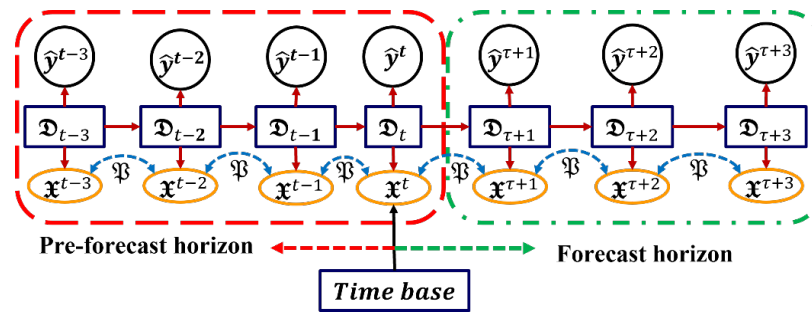 ŷ^{t−3} ŷ^{t−2} ŷ^{t−1} ŷ^{t} ŷ^{τ+1} ŷ^{τ+2} ŷ^{τ+3}
𝕯_{t−3} 𝕯_{t−2} 𝕯_{t−1} 𝕯_{t} 𝕯_{τ+1} 𝕯_{τ+2} 𝕯_{τ+3}
𝔓 𝔓 𝔓 𝔓 𝔓 𝔓
𝖃^{t−3} 𝖃^{t−2} 𝖃^{t−1} 𝖃^{t} 𝖃^{τ+1} 𝖃^{τ+2} 𝖃^{τ+3}
Pre-forecast horizon Forecast horizon
Time base